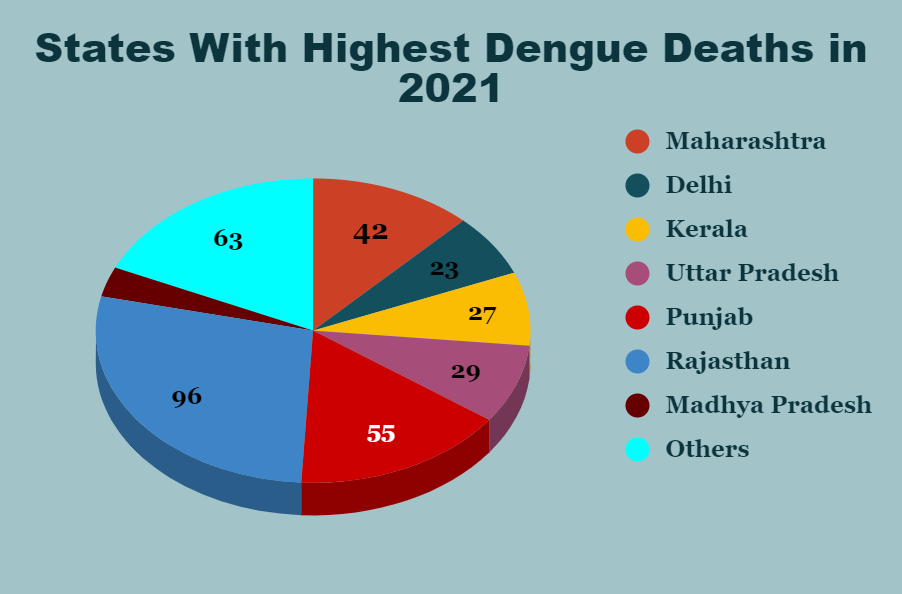 States With Highest Dengue Deaths in
2021
Maharashtra
Delhi
Kerala
Uttar Pradesh
Punjab
Rajasthan
Madhya Pradesh
Others
63
42
23
27
29
96
55